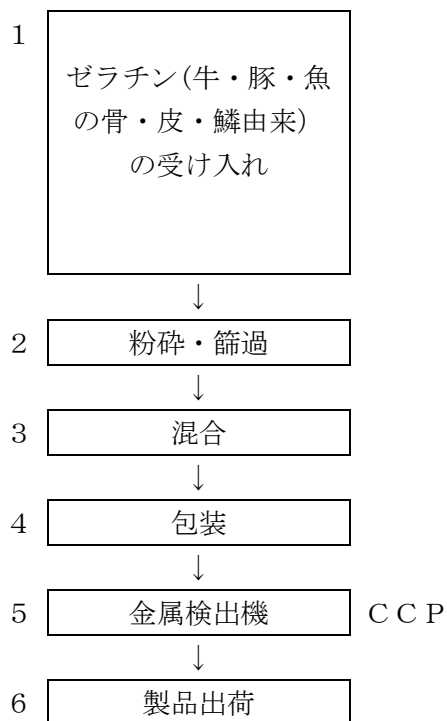 １
ゼラチン(牛・豚・魚
の骨・皮・鱗由来)
の受け入れ
↓
２ 粉砕・篩過
↓
３ 混合
↓
４ 包装
↓
５ 金属検出機 ＣＣＰ
↓
６ 製品出荷